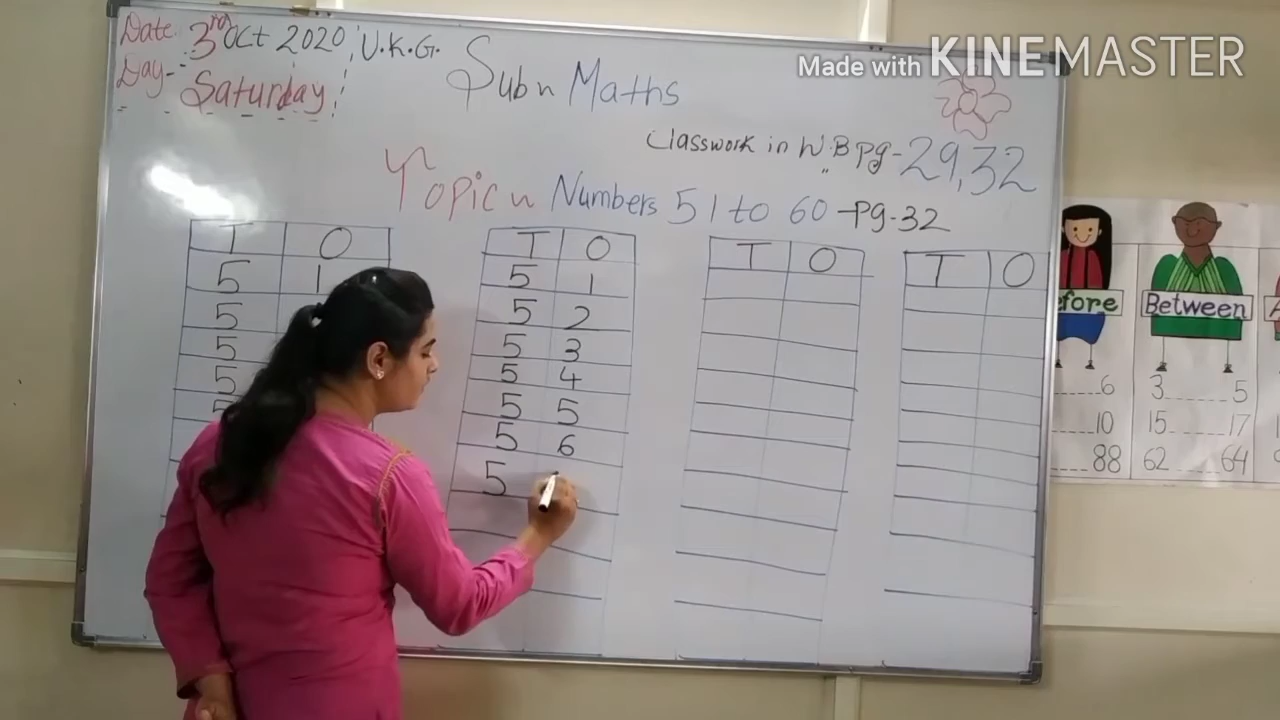 Date 3rd Oct 2020, U.K.G.
Day- Saturday
Sub Maths
Made with KINEMASTER
Classwork in W.B pg-29,32
Topic Numbers 51 to 60 -Pg-32
T O
5 1
5
5
5
5
T O
5 1
5 2
5 3
5 4
5 5
5 6
5
T O
T O
efore
Between
A
6
10
88
3 5
15 17
62 64